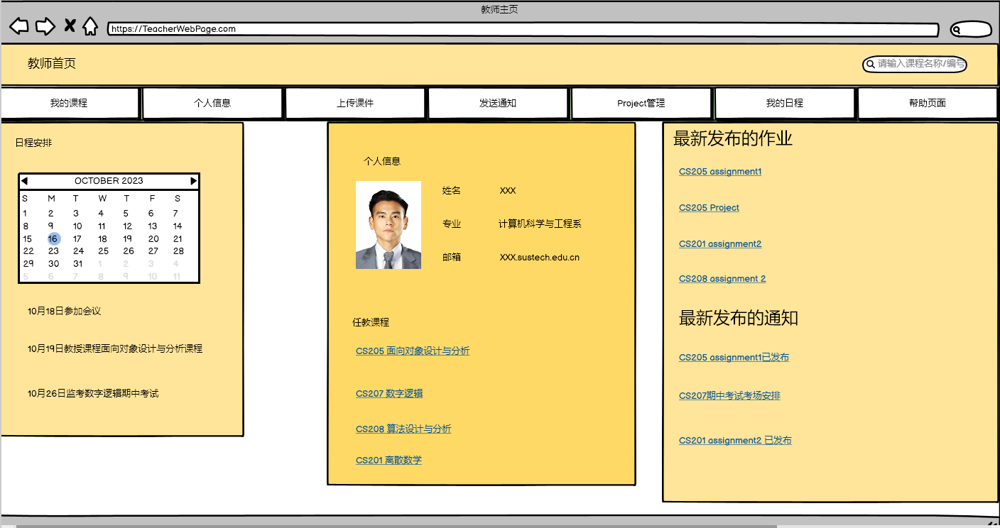 教师主页
https://TeacherWebPage.com
教师首页
请输入课程名称/编号
我的课程
个人信息
上传课件
发送通知
Project管理
我的日程
帮助页面
日程安排
OCTOBER 2023
S M T W T F S
1 2 3 4 5 6 7
8 9 10 11 12 13 14
15 16 17 18 19 20 21
22 23 24 25 26 27 28
29 30 31 1 2 3 4
5 6 7 8 9 10 11
10月18日参加会议
10月19日教授课程面向对象设计与分析课程
10月26日监考数字逻辑期中考试
个人信息
姓名 XXX
专业 计算机科学与工程系
邮箱 XXX.sustech.edu.cn
任教课程
CS205 面向对象设计与分析
CS207 数字逻辑
CS208 算法设计与分析
CS201 离散数学
最新发布的作业
CS205 assignment1
CS205 Project
CS201 assignment2
CS208 assignment 2
最新发布的通知
CS205 assignment1已发布
CS207期中考试考场安排
CS201 assignment2 已发布